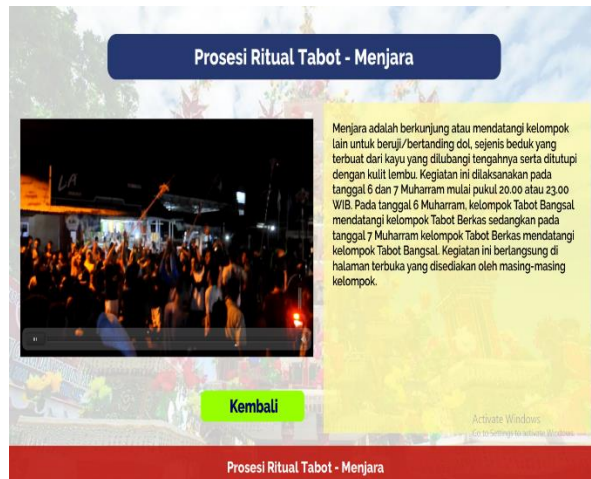 Prosesi Ritual Tabot - Menjara
Menjara adalah berkunjung atau mendatangi kelompok
lain untuk beruji/bertanding dol, sejenis beduk yang
terbuat dari kayu yang dilubangi tengahnya serta ditutupi
dengan kulit lembu. Kegiatan ini dilaksanakan pada
tanggal 6 dan 7 Muharram mulai pukul 20.00 atau 23.00
WIB. Pada tanggal 6 Muharram, kelompok Tabot Bangsal
mendatangi kelompok Tabot Berkas sedangkan pada
tanggal 7 Muharram kelompok Tabot Berkas mendatangi
kelompok Tabot Bangsal. Kegiatan ini berlangsung di
halaman terbuka yang disediakan oleh masing-masing
kelompok.
LA
Kembali
Activate Windows
Go to Settings to activate Windows.
Prosesi Ritual Tabot - Menjara